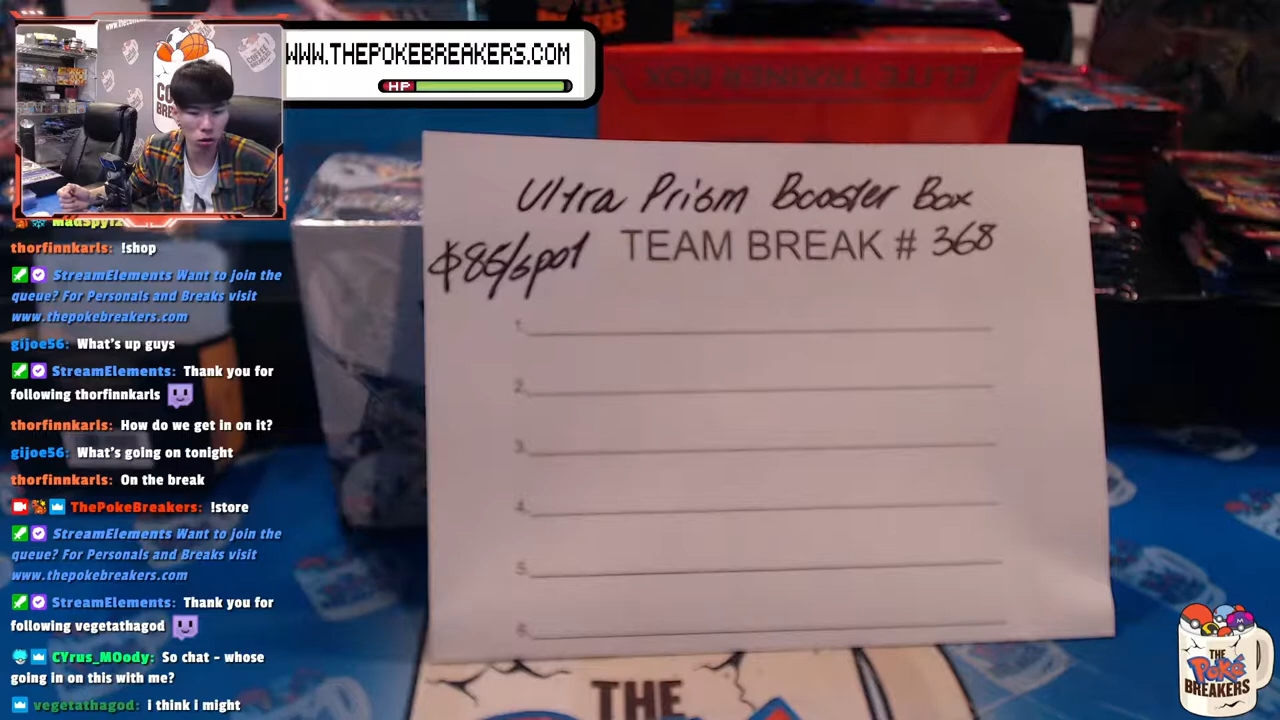 WWW.THEPOKEBREAKERS.COM
HP
ELITE TRAINER BOX
Ultra Prism Booster Box
$86/spot TEAM BREAK # 368
1.
2.
3.
4.
5.
6.
thorfinnkarls: !shop
StreamElements Want to join the
queue? For Personals and Breaks visit
www.thepokebreakers.com
gijoe56: What's up guys
StreamElements: Thank you for
following thorfinnkarls
thorfinnkarls: How do we get in on it?
gijoe56: What's going on tonight
thorfinnkarls: On the break
ThePokeBreakers: !store
StreamElements Want to join the
queue? For Personals and Breaks visit
www.thepokebreakers.com
StreamElements: Thank you for
following vegetathagod
CYrus_M0ody: So chat - whose
going in on this with me?
vegetathagod: i think i might
THE
THE
Poké
BREAKERS